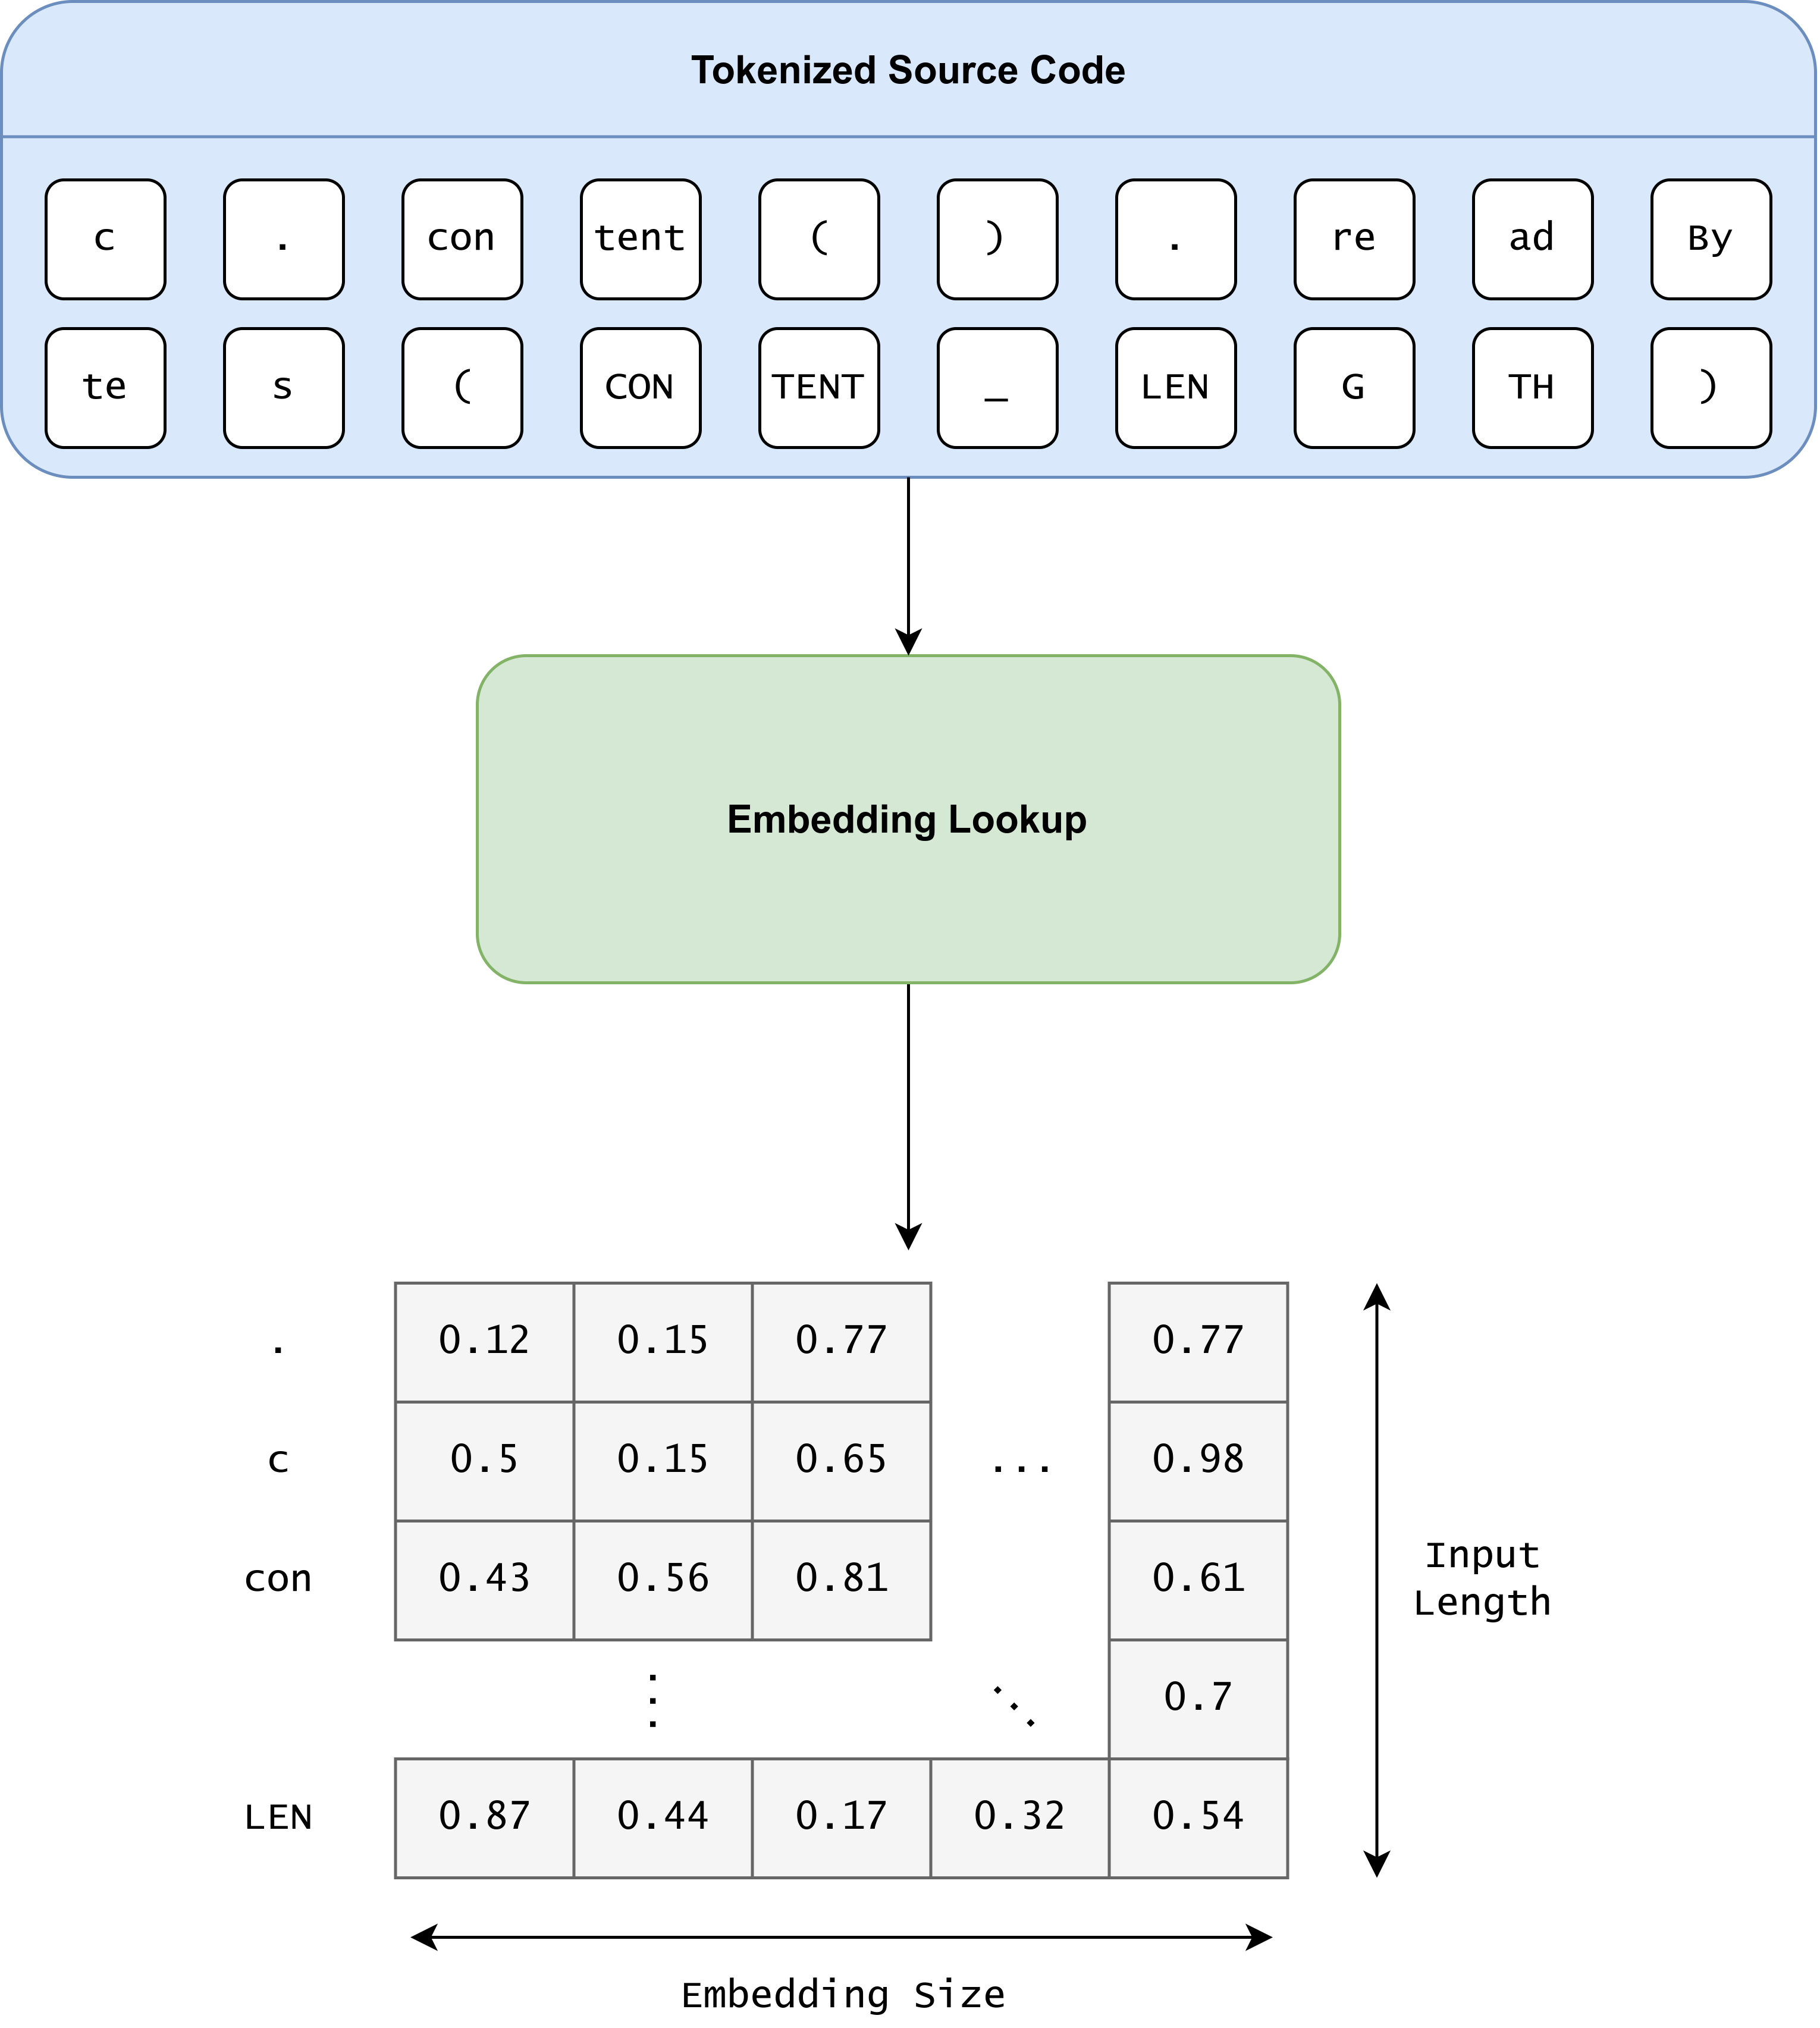 Tokenized Source Code
c . con tent ( ) . re ad By
te s ( CON TENT _ LEN G TH )
Embedding Lookup
. 0.12 0.15 0.77 0.77
c 0.5 0.15 0.65 ... 0.98
con 0.43 0.56 0.81 0.61
Input
Length
⋮ ⋱ 0.7
LEN 0.87 0.44 0.17 0.32 0.54
Embedding Size